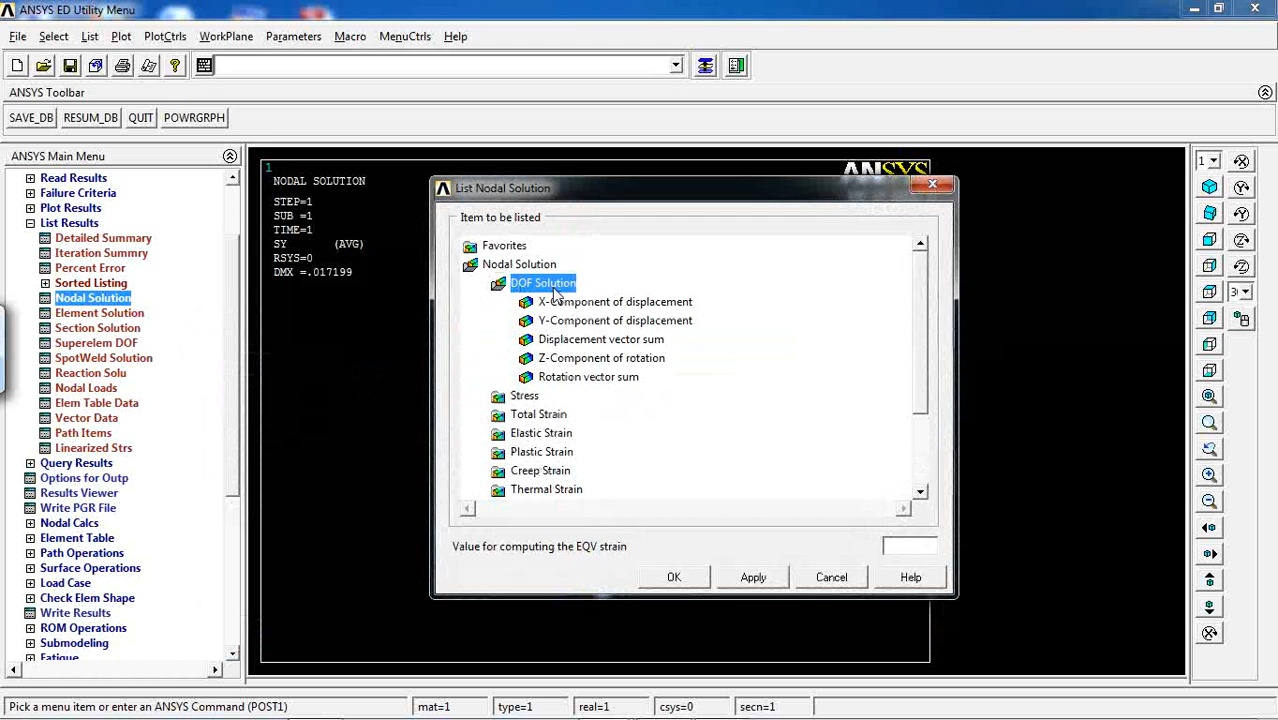 ANSYS ED Utility Menu
File Select List Plot PlotCtrls WorkPlane Parameters Macro MenuCtrls Help
ANSYS Toolbar
SAVE_DB RESUM_DB QUIT POWRGRPH
ANSYS Main Menu
Read Results
Failure Criteria
Plot Results
List Results
Detailed Summary
Iteration Summry
Percent Error
Sorted Listing
Nodal Solution
Element Solution
Section Solution
Superelem DOF
SpotWeld Solution
Reaction Solu
Nodal Loads
Elem Table Data
Vector Data
Path Items
Linearized Strs
Query Results
Options for Outp
Results Viewer
Write PGR File
Nodal Calcs
Element Table
Path Operations
Surface Operations
Load Case
Check Elem Shape
Write Results
ROM Operations
Submodeling
Fatigue
1
NODAL SOLUTION
STEP=1
SUB =1
TIME=1
SY (AVG)
RSYS=0
DMX =.017199
ANSYS
List Nodal Solution
Item to be listed
Favorites
Nodal Solution
DOF Solution
X-Component of displacement
Y-Component of displacement
Displacement vector sum
Z-Component of rotation
Rotation vector sum
Stress
Total Strain
Elastic Strain
Plastic Strain
Creep Strain
Thermal Strain
Value for computing the EQV strain
OK Apply Cancel Help
1
Pick a menu item or enter an ANSYS Command (POST1) mat=1 type=1 real=1 csys=0 secn=1